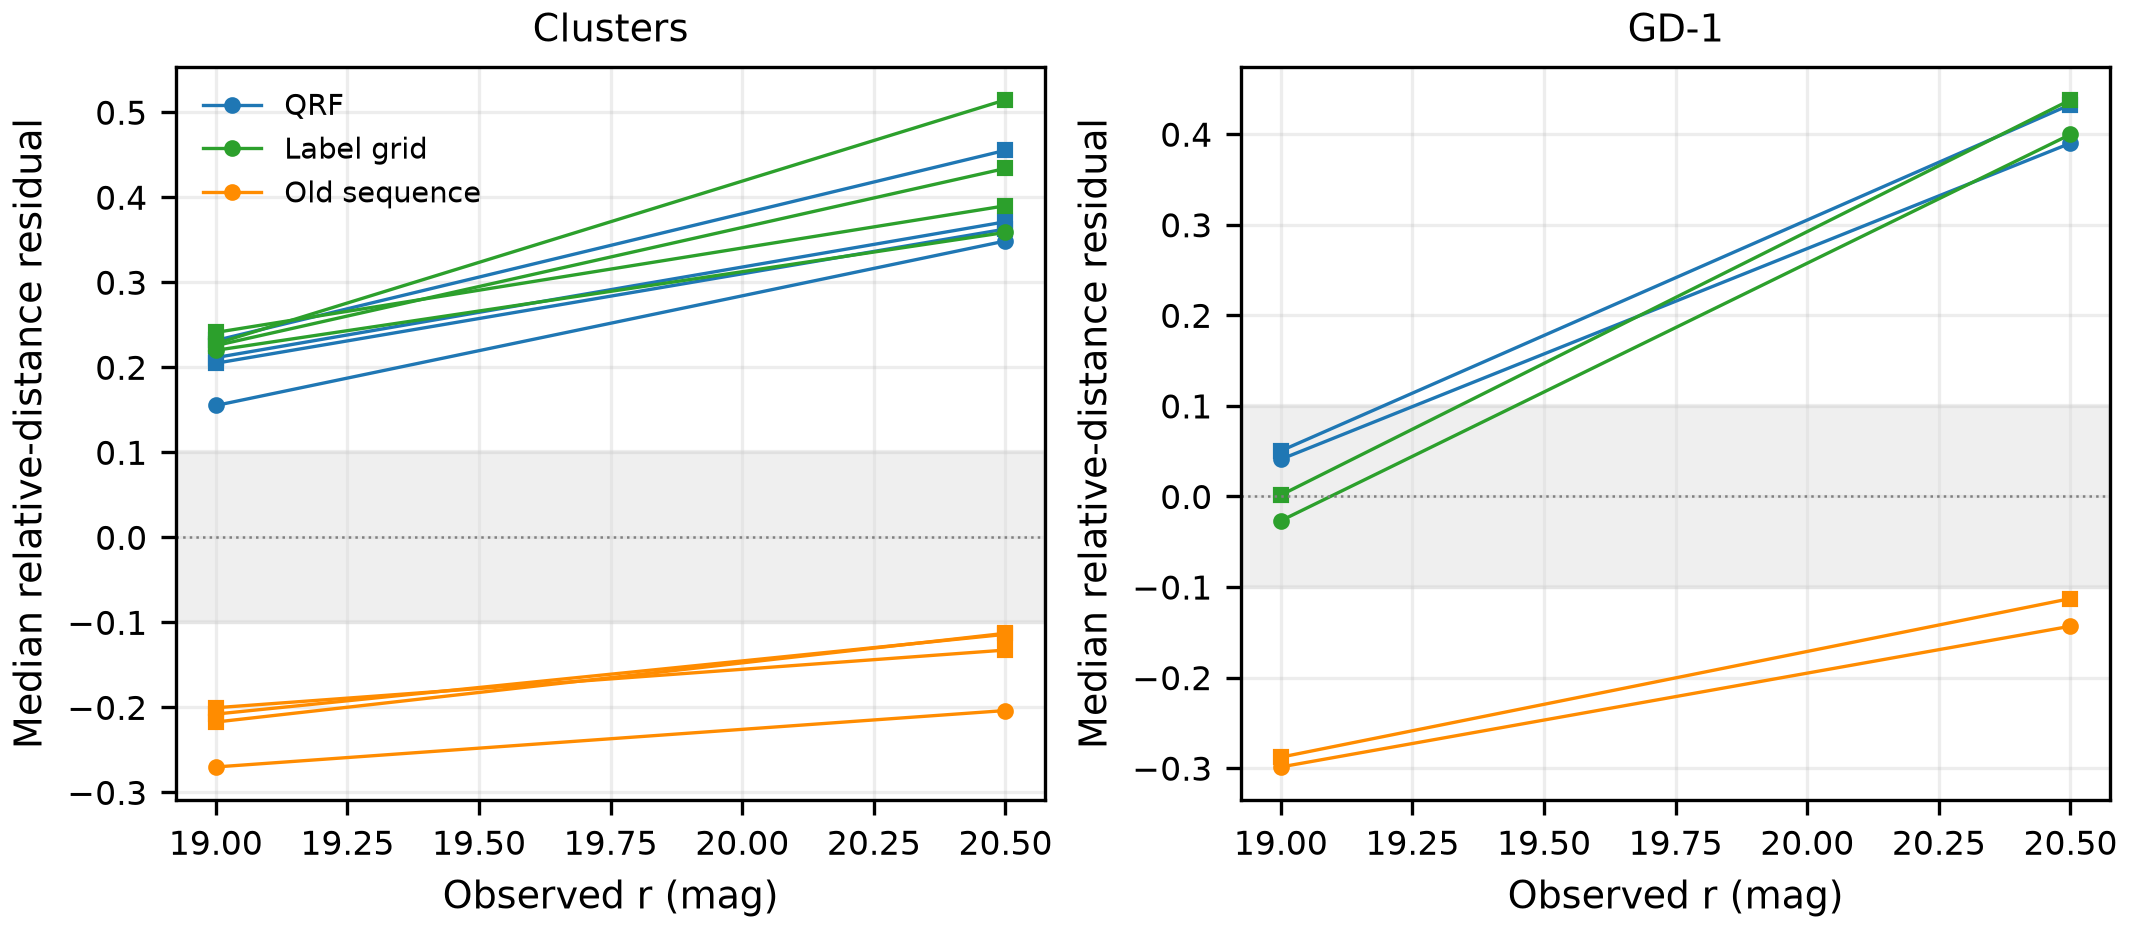 Clusters
Median relative-distance residual
0.5
0.4
0.3
0.2
0.1
0.0
−0.1
−0.2
−0.3
QRF
Label grid
Old sequence
19.00 19.25 19.50 19.75 20.00 20.25 20.50
Observed r (mag)
GD-1
Median relative-distance residual
0.4
0.3
0.2
0.1
0.0
−0.1
−0.2
−0.3
19.00 19.25 19.50 19.75 20.00 20.25 20.50
Observed r (mag)